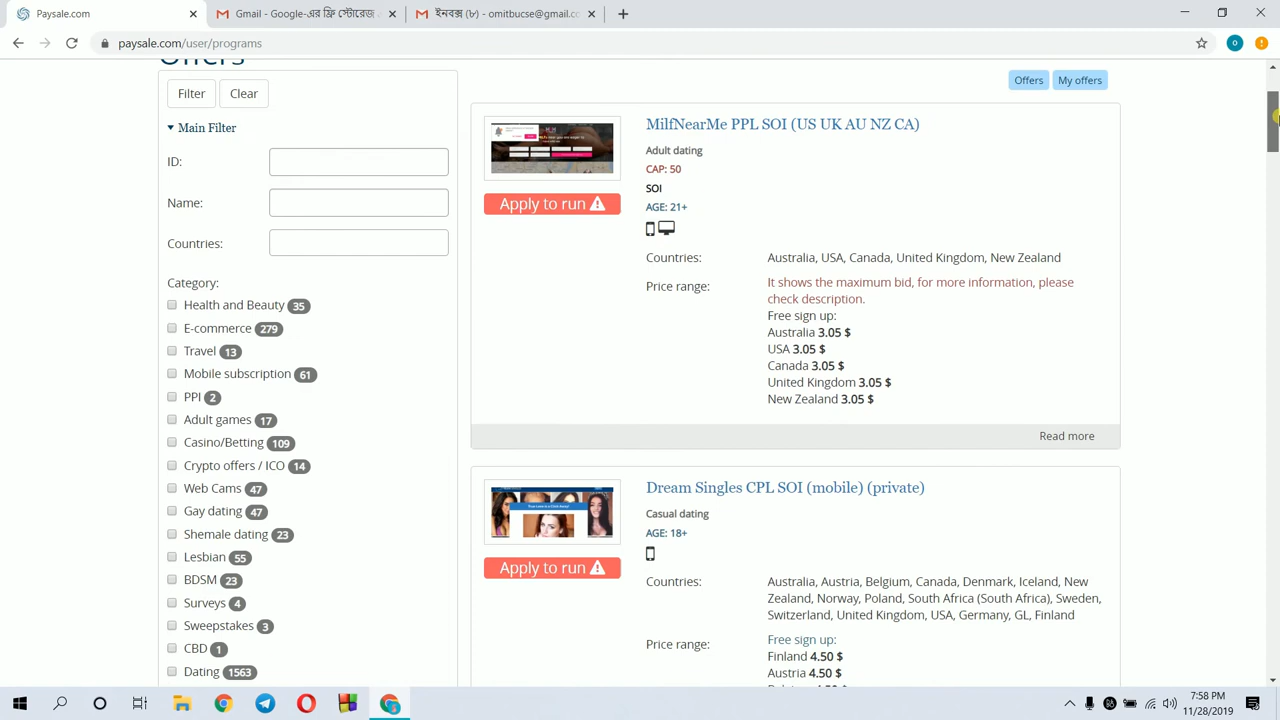 Paysale.com
Gmail - Google-এর ফ্রি স্টোরেজ
ইনবক্স (২) - omitbucse@gmail.c
paysale.com/user/programs
Offers
Offers My offers
Filter Clear
Main Filter
ID:
Name:
Countries:
Category:
Health and Beauty 35
E-commerce 279
Travel 13
Mobile subscription 61
PPI 2
Adult games 17
Casino/Betting 109
Crypto offers / ICO 14
Web Cams 47
Gay dating 47
Shemale dating 23
Lesbian 55
BDSM 23
Surveys 4
Sweepstakes 3
CBD 1
Dating 1563
MilfNearMe PPL SOI (US UK AU NZ CA)
Adult dating
CAP: 50
SOI
AGE: 21+
Apply to run
Countries: Australia, USA, Canada, United Kingdom, New Zealand
Price range: It shows the maximum bid, for more information, please
check description.
Free sign up:
Australia 3.05 $
USA 3.05 $
Canada 3.05 $
United Kingdom 3.05 $
New Zealand 3.05 $
Read more
Dream Singles CPL SOI (mobile) (private)
Casual dating
AGE: 18+
Apply to run
Countries: Australia, Austria, Belgium, Canada, Denmark, Iceland, New
Zealand, Norway, Poland, South Africa (South Africa), Sweden,
Switzerland, United Kingdom, USA, Germany, GL, Finland
Price range: Free sign up:
Finland 4.50 $
Austria 4.50 $
7:58 PM
11/28/2019